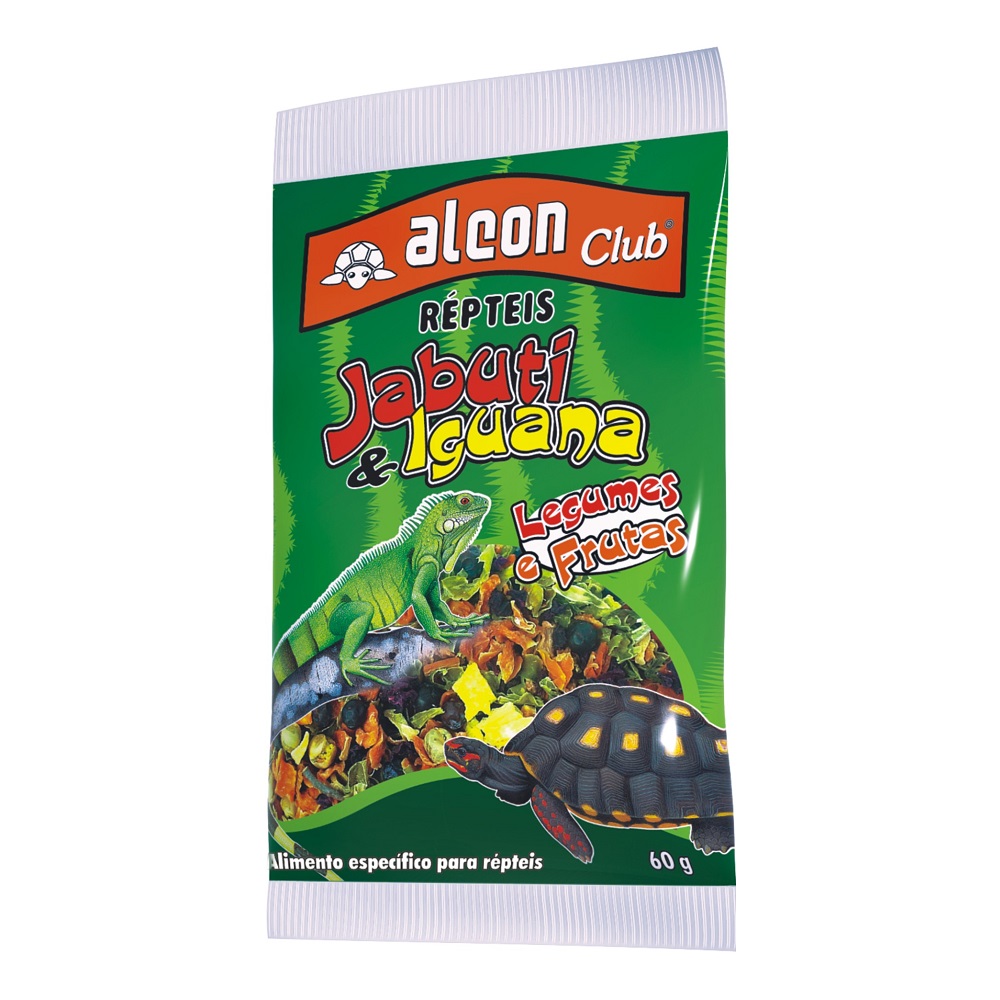 alcon Club®
RÉPTEIS
Jabuti
& Iguana
Legumes
e Frutas
Alimento específico para répteis
60 g